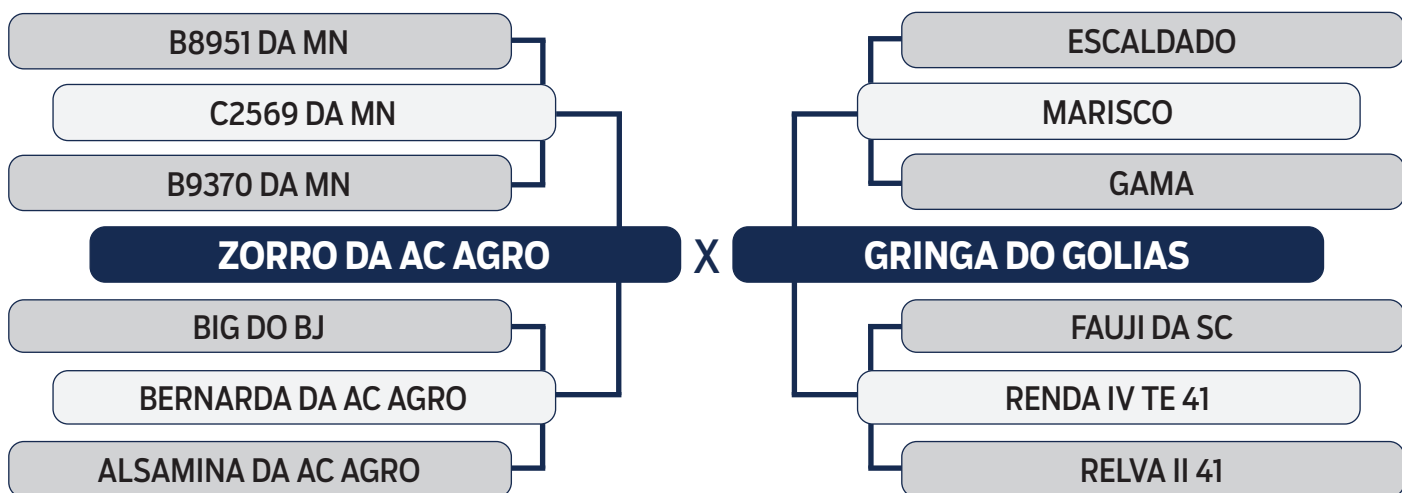 B8951 DA MN
C2569 DA MN
B9370 DA MN
ZORRO DA AC AGRO
BIG DO BJ
BERNARDA DA AC AGRO
ALSAMINA DA AC AGRO
X
ESCALDADO
MARISCO
GAMA
GRINGA DO GOLIAS
FAUJI DA SC
RENDA IV TE 41
RELVA II 41